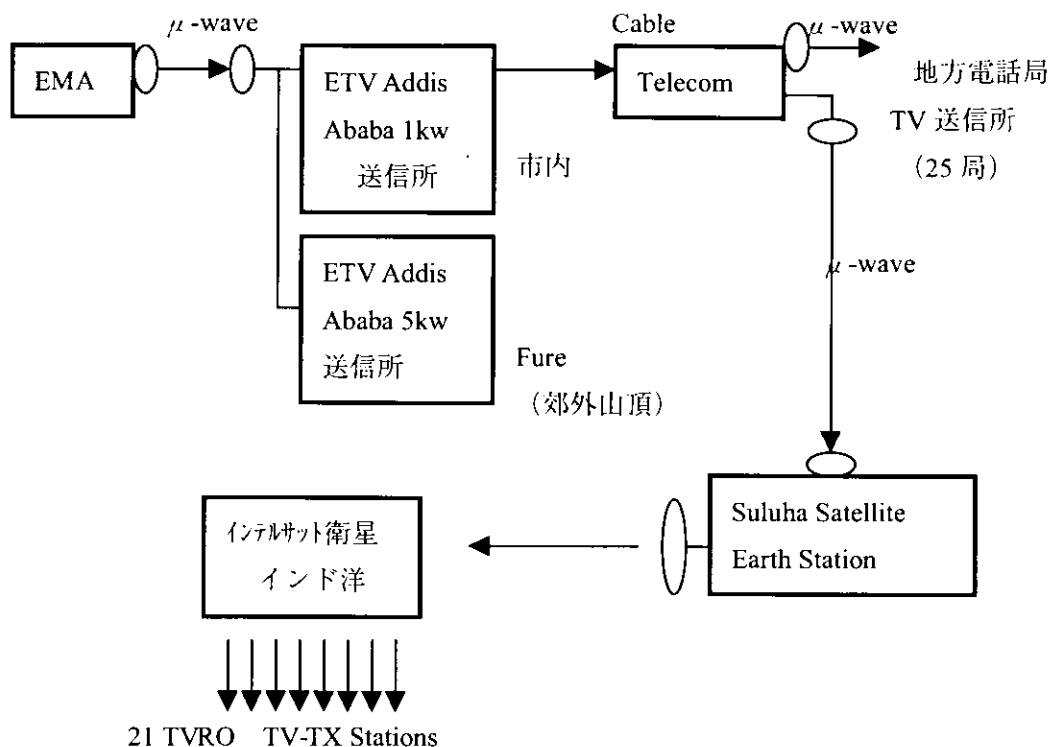 μ-wave
EMA
ETV Addis
Ababa 1kw
送信所
市内
Cable
Telecom
μ-wave
地方電話局
TV 送信所
(25 局)
ETV Addis
Ababa 5kw
送信所
Fure
(郊外山頂)
μ-wave
Suluha Satellite
Earth Station
インテルサット衛星
インド洋
21 TVRO TV-TX Stations